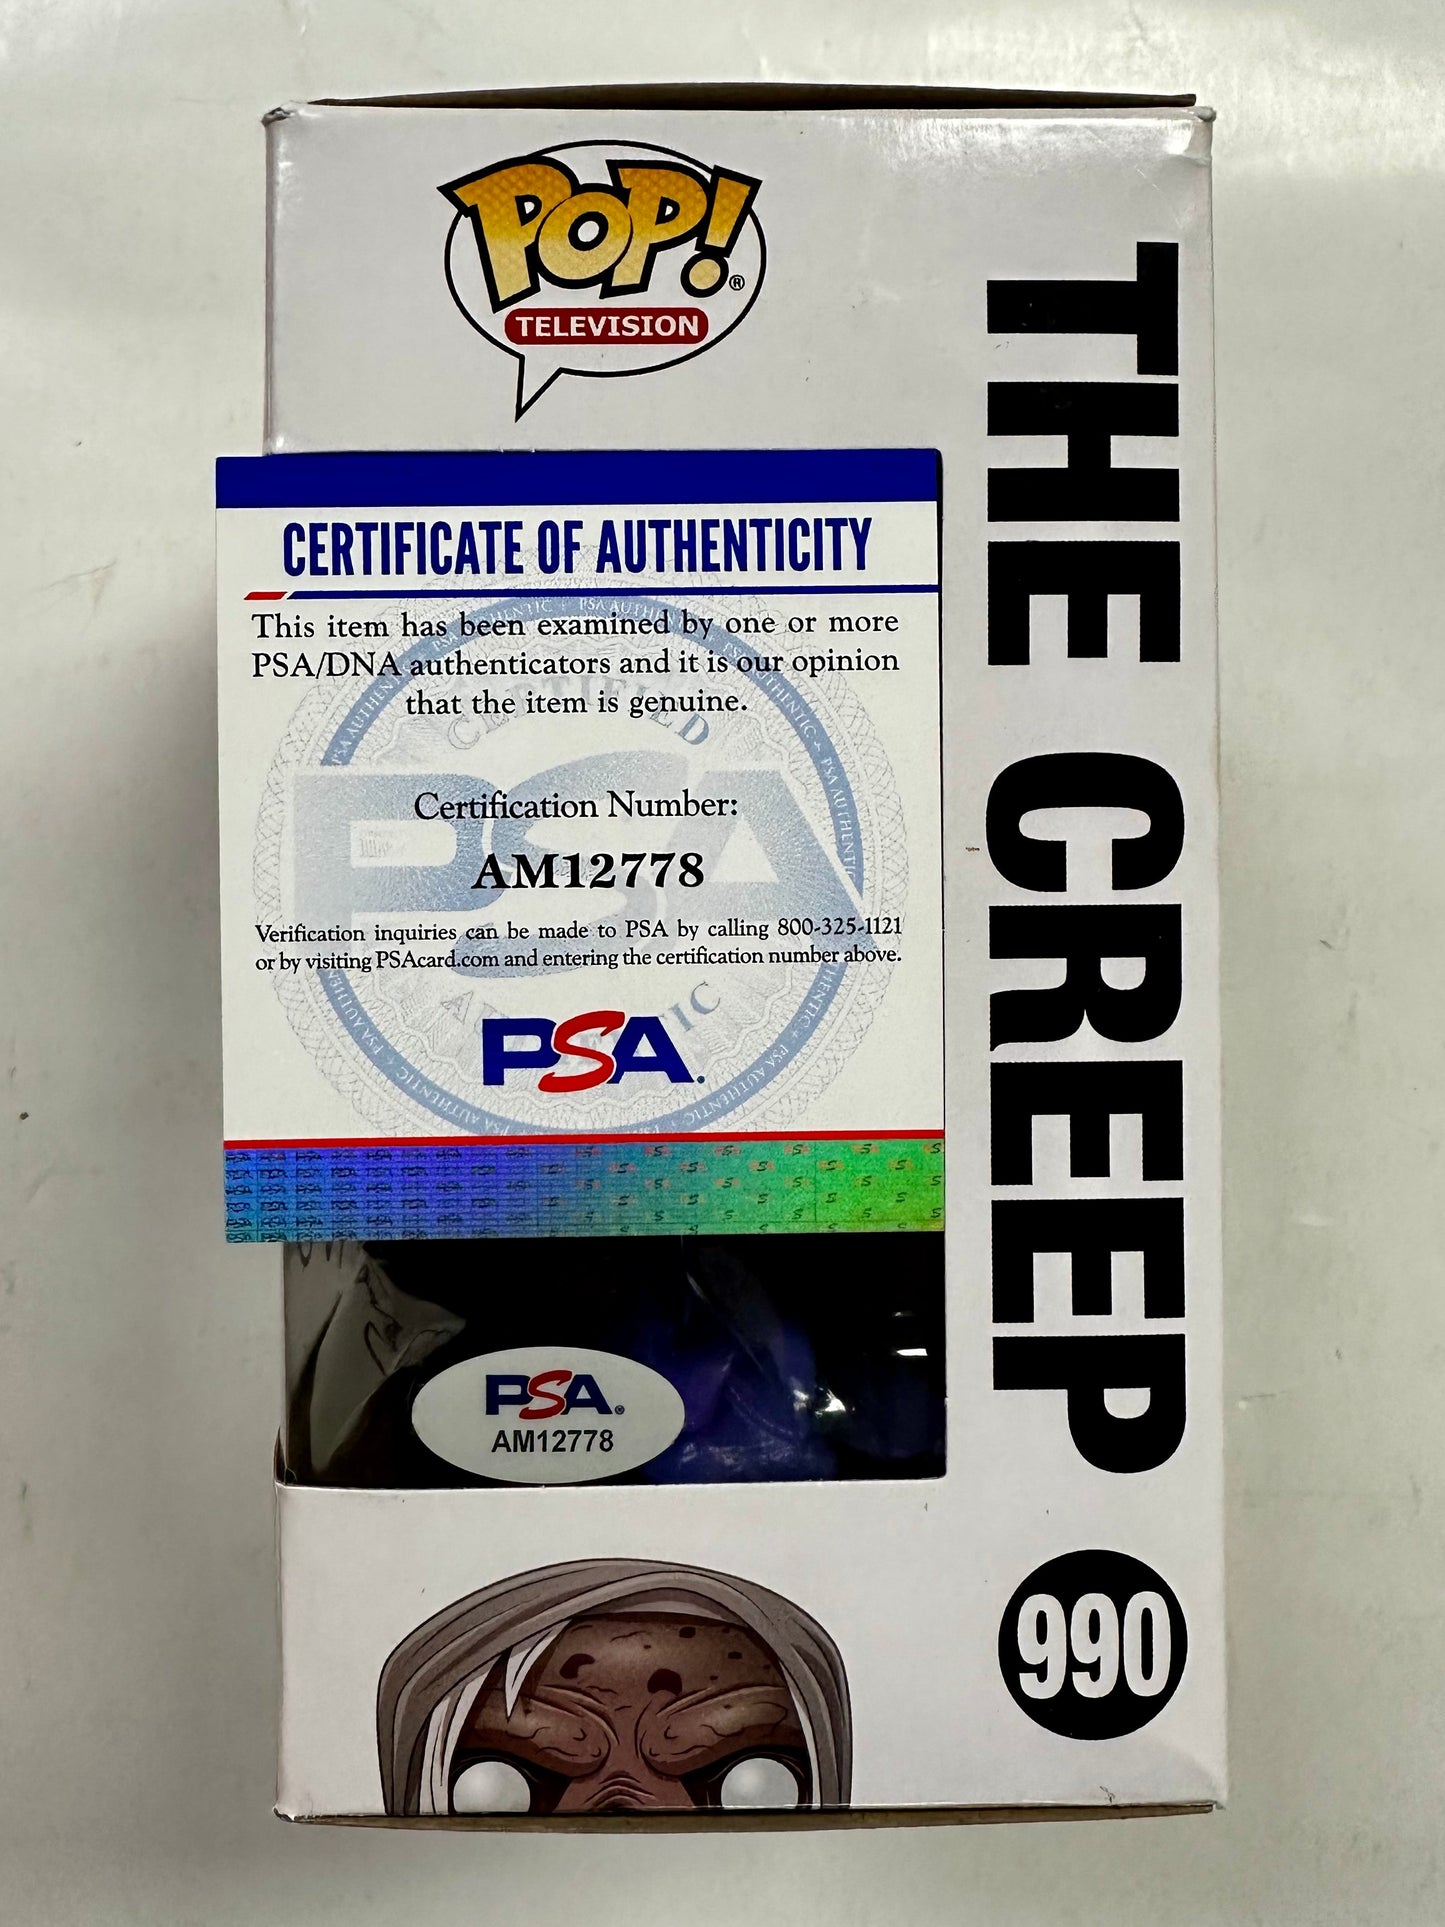 POP!®
TELEVISION
THE CREEP
990
CERTIFICATE OF AUTHENTICITY
This item has been examined by one or more
PSA/DNA authenticators and it is our opinion
that the item is genuine.
CERTIFIED
PSA
AUTHENTIC
Certification Number:
AM12778
Verification inquiries can be made to PSA by calling 800-325-1121
or by visiting PSAcard.com and entering the certification number above.
PSA.
PSA.®
AM12778